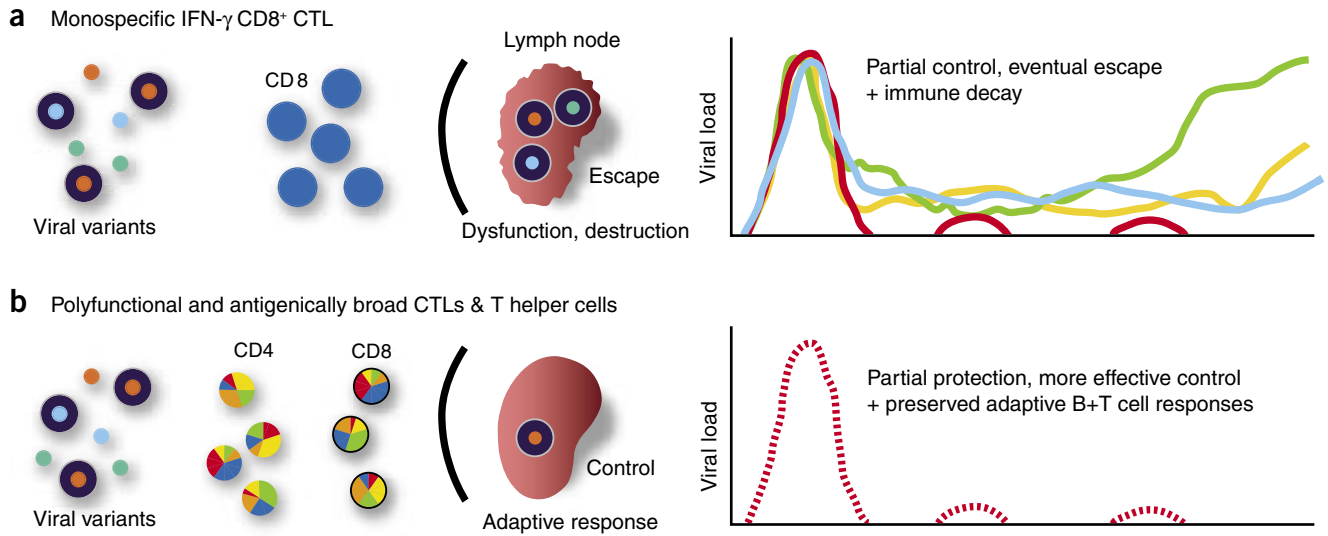 a Monospecific IFN-γ CD8⁺ CTL
Lymph node
CD 8
Viral variants
Escape
Dysfunction, destruction
Viral load
Partial control, eventual escape
+ immune decay
b Polyfunctional and antigenically broad CTLs & T helper cells
CD4
CD8
Viral variants
Control
Adaptive response
Viral load
Partial protection, more effective control
+ preserved adaptive B+T cell responses